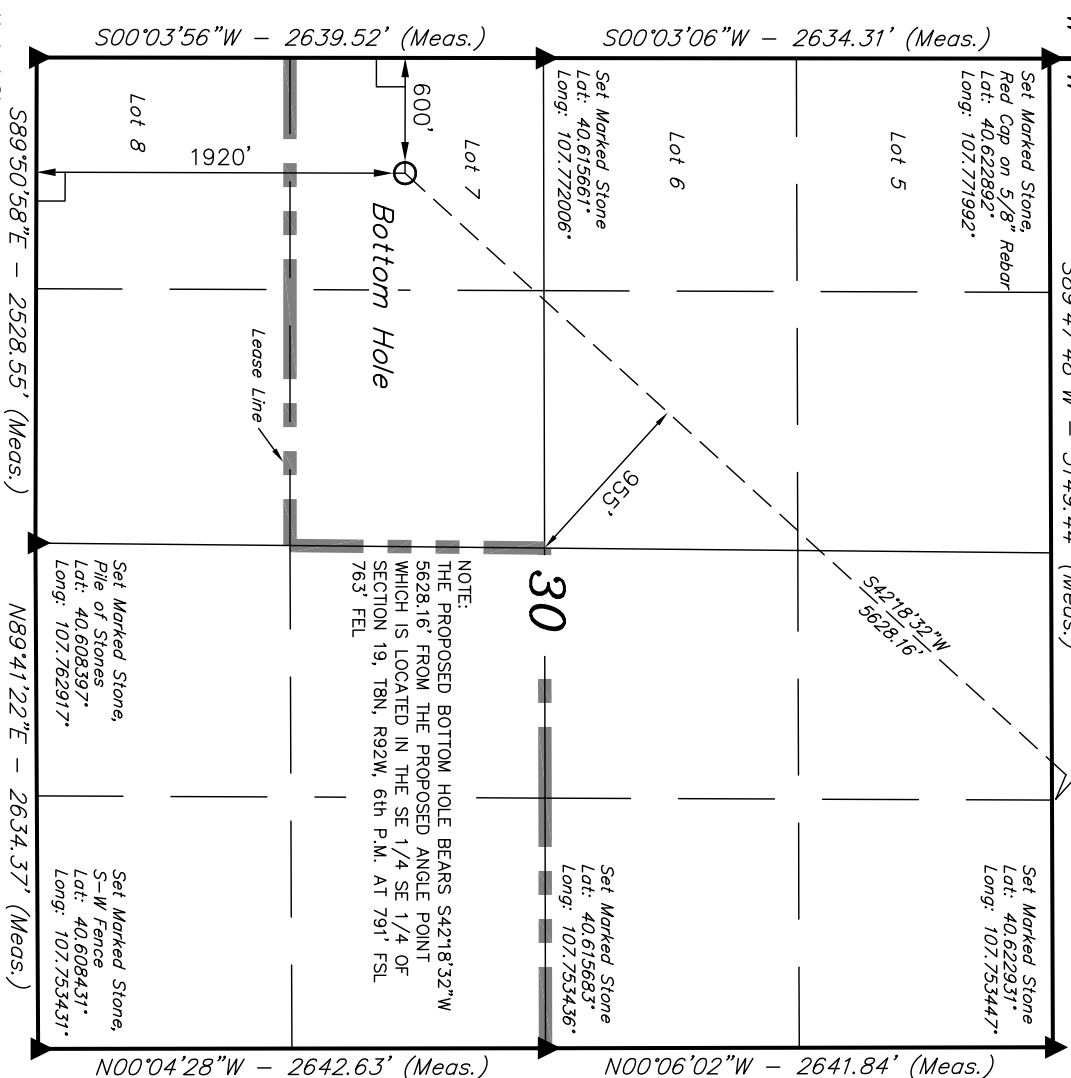 S00°03'56"W - 2639.52' (Meas.)
S00°03'06"W - 2634.31' (Meas.)
Set Marked Stone,
Red Cap on 5/8" Rebar
Lat: 40.622892°
Long: 107.771992°
Set Marked Stone
Lat: 40.615661°
Long: 107.772006°
Lot 5
Lot 6
Lot 7
Lot 8
600'
1920'
Bottom Hole
Lease Line
955'
S42°18'32"W
5628.16'
30
NOTE:
THE PROPOSED BOTTOM HOLE BEARS S42°18'32"W
5628.16' FROM THE PROPOSED ANGLE POINT
WHICH IS LOCATED IN THE SE 1/4 SE 1/4 OF
SECTION 19, T8N, R92W, 6th P.M. AT 791' FSL
763' FEL
Set Marked Stone
Lat: 40.622931°
Long: 107.753447°
Set Marked Stone
Lat: 40.615683°
Long: 107.753436°
Set Marked Stone,
Pile of Stones
Lat: 40.608397°
Long: 107.762917°
Set Marked Stone,
S-W Fence
Lat: 40.608431°
Long: 107.753431°
S89°50'58"E - 2528.55' (Meas.)
N89°41'22"E - 2634.37' (Meas.)
N00°04'28"W - 2642.63' (Meas.)
N00°06'02"W - 2641.84' (Meas.)